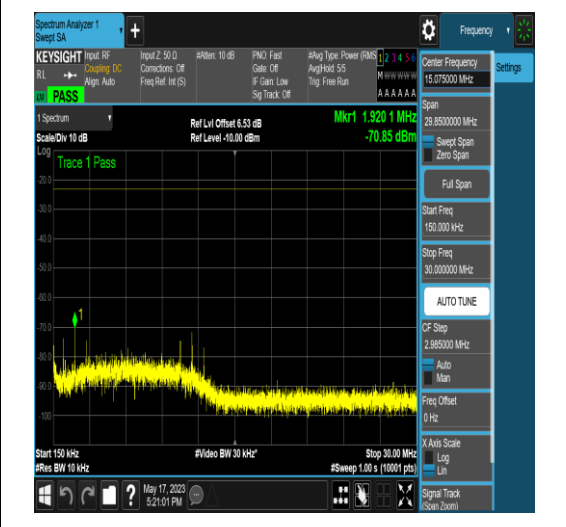 Spectrum Analyzer 1
Swept SA
+
Frequency
KEYSIGHT
RL
PASS
Input: RF
Coupling: DC
Align: Auto
Input Z: 50 Ω
Corrections: Off
Freq Ref: Int (S)
#Atten: 10 dB
PNO: Fast
Gate: Off
IF Gain: Low
Sig Track: Off
#Avg Type: Power (RMS
Avg|Hold: 5/5
Trig: Free Run
1 2 3 4 5 6
M w w w w w
A A A A A A
1 Spectrum
Scale/Div 10 dB
Ref Lvl Offset 6.53 dB
Ref Level -10.00 dBm
Mkr1 1.920 1 MHz
-70.85 dBm
Log
Trace 1 Pass
-20.0
-30.0
-40.0
-50.0
-60.0
-70.0
-80.0
-90.0
-100
1
Start 150 kHz
#Res BW 10 kHz
#Video BW 30 kHz*
Stop 30.00 MHz
#Sweep 1.00 s (10001 pts)
?
May 17, 2023
5:21:01 PM
Center Frequency
15.075000 MHz
Span
29.8500000 MHz
Swept Span
Zero Span
Full Span
Start Freq
150.000 kHz
Stop Freq
30.000000 MHz
AUTO TUNE
CF Step
2.985000 MHz
Auto
Man
Freq Offset
0 Hz
X Axis Scale
Log
Lin
Signal Track
(Span Zoom)
Settings